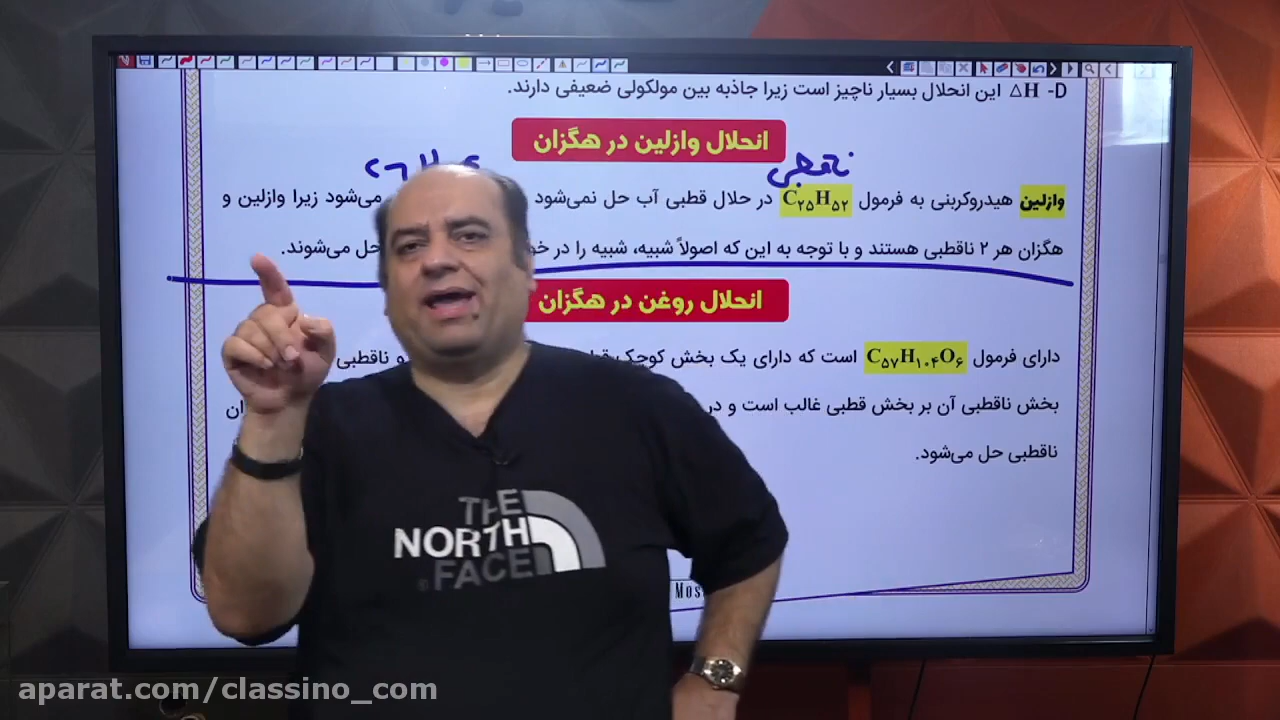 D- ΔH این انحلال بسیار ناچیز است زیرا جاذبه بین مولکولی ضعیفی دارند.
انحلال وازلین در هگزان
ناقطبی
وازلین هیدروکربنی به فرمول C₂₅H₅₂ در حلال قطبی آب حل نمی‌شود می‌شود زیرا وازلین و
هگزان هر ۲ ناقطبی هستند و با توجه به این که اصولاً شبیه، شبیه را در حل می‌شوند.
انحلال روغن در هگزان
دارای فرمول C₅₇H₁₀₄O₆ است که دارای یک بخش کوچک و ناقطبی
بخش ناقطبی آن بر بخش قطبی غالب است و در
ناقطبی حل می‌شود.
THE
NORTH
FACE
aparat.com/classino_com